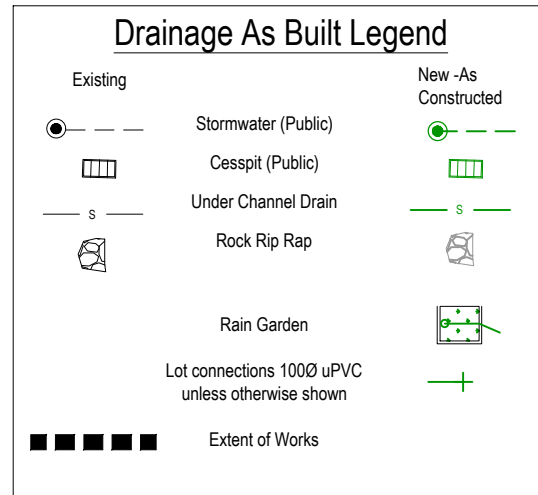 Drainage As Built Legend
Existing
New -As
Constructed
Stormwater (Public)
Cesspit (Public)
S
Under Channel Drain
S
Rock Rip Rap
Rain Garden
Lot connections 100Ø uPVC
unless otherwise shown
Extent of Works